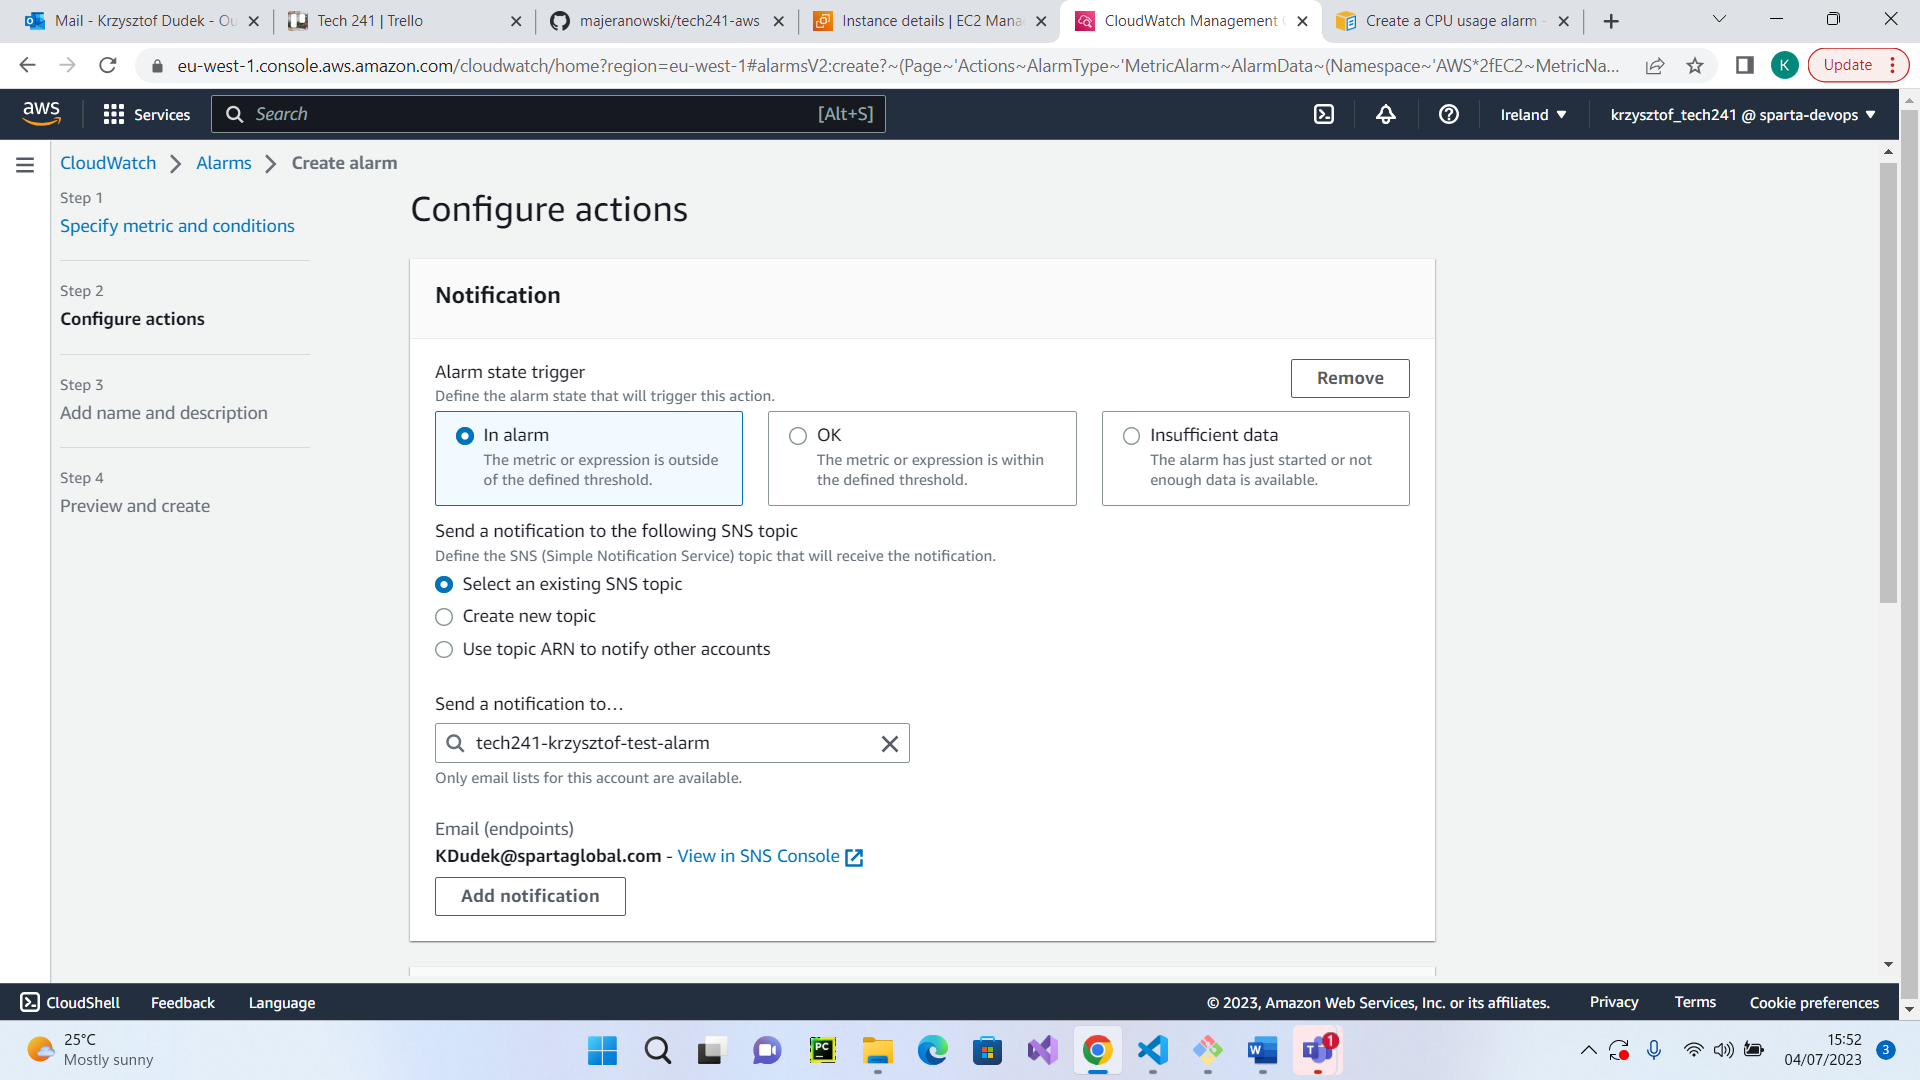 Mail - Krzysztof Dudek - Ou
Tech 241 | Trello
majeranowski/tech241-aws
Instance details | EC2 Mana
CloudWatch Management C
Create a CPU usage alarm -
eu-west-1.console.aws.amazon.com/cloudwatch/home?region=eu-west-1#alarmsV2:create?~(Page~'Actions~AlarmType~'MetricAlarm~AlarmData~(Namespace~'AWS*2fEC2~MetricNa...
K
Update
aws
Services
Search
[Alt+S]
Ireland
krzysztof_tech241 @ sparta-devops
CloudWatch
Alarms
Create alarm
Step 1
Specify metric and conditions
Step 2
Configure actions
Step 3
Add name and description
Step 4
Preview and create
Configure actions
Notification
Alarm state trigger
Define the alarm state that will trigger this action.
Remove
In alarm
The metric or expression is outside
of the defined threshold.
OK
The metric or expression is within
the defined threshold.
Insufficient data
The alarm has just started or not
enough data is available.
Send a notification to the following SNS topic
Define the SNS (Simple Notification Service) topic that will receive the notification.
Select an existing SNS topic
Create new topic
Use topic ARN to notify other accounts
Send a notification to…
tech241-krzysztof-test-alarm
Only email lists for this account are available.
Email (endpoints)
KDudek@spartaglobal.com - View in SNS Console
Add notification
CloudShell
Feedback
Language
© 2023, Amazon Web Services, Inc. or its affiliates.
Privacy
Terms
Cookie preferences
25°C
Mostly sunny
PC
W
T
1
15:52
04/07/2023
3